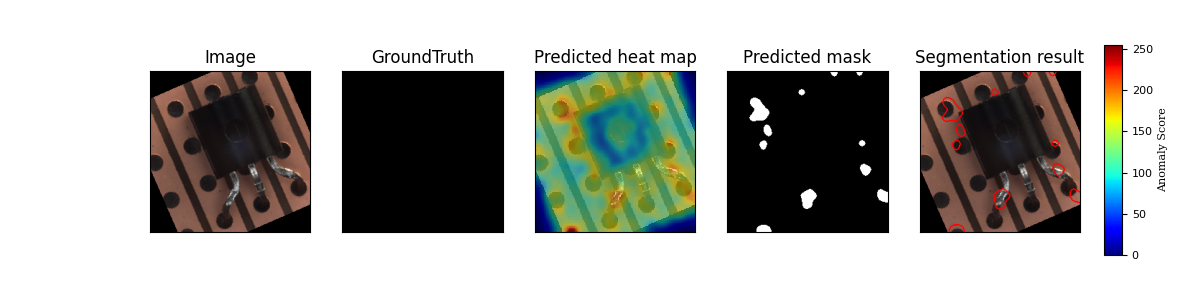 Image
GroundTruth
Predicted heat map
Predicted mask
Segmentation result
250
200
150
100
50
0
Anomaly Score